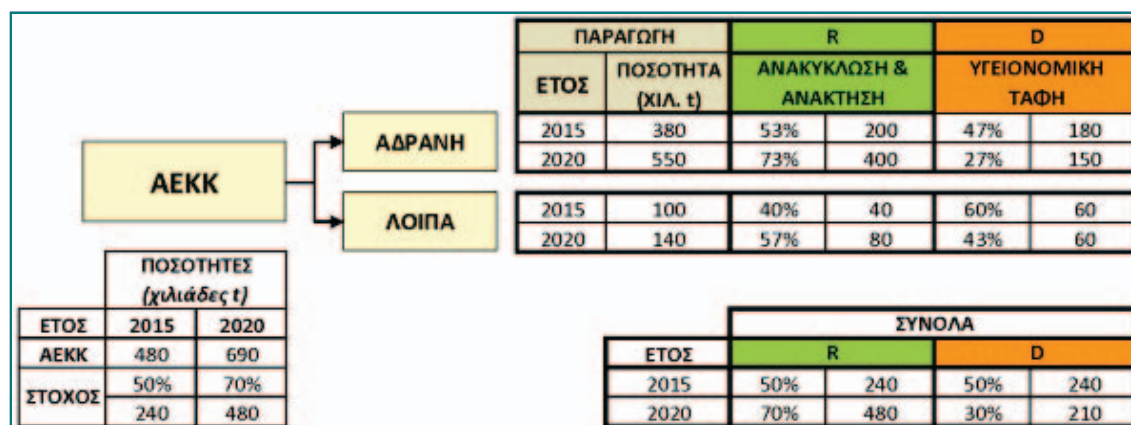 ΠΑΡΑΓΩΓΗ R D
ΕΤΟΣ ΠΟΣΟΤΗΤΑ (ΧΙΛ. t) ΑΝΑΚΥΚΛΩΣΗ & ΑΝΑΚΤΗΣΗ ΥΓΕΙΟΝΟΜΙΚΗ ΤΑΦΗ
ΑΕΚΚ
ΑΔΡΑΝΗ
2015 380 53% 200 47% 180
2020 550 73% 400 27% 150
ΛΟΙΠΑ
2015 100 40% 40 60% 60
2020 140 57% 80 43% 60
ΠΟΣΟΤΗΤΕΣ
(χιλιάδες t)
ΕΤΟΣ 2015 2020
ΑΕΚΚ 480 690
ΣΤΟΧΟΣ 50% 70%
240 480
ΣΥΝΟΛΑ
ΕΤΟΣ R D
2015 50% 240 50% 240
2020 70% 480 30% 210